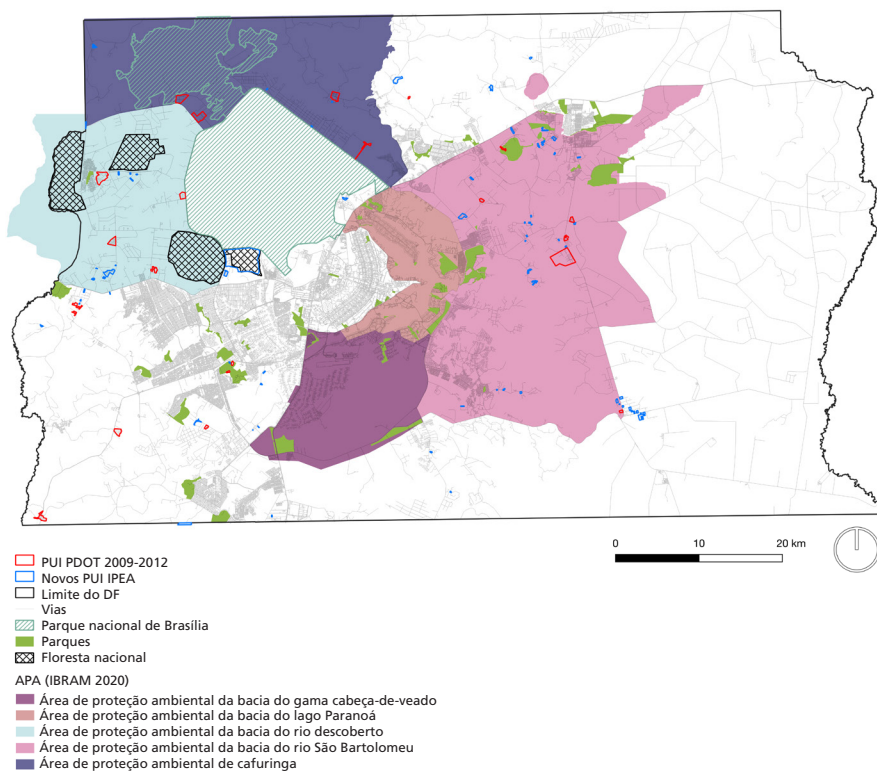 0 10 20 km
PUI PDOT 2009-2012
Novos PUI IPEA
Limite do DF
Vias
Parque nacional de Brasília
Parques
Floresta nacional
APA (IBRAM 2020)
Área de proteção ambiental da bacia do gama cabeça-de-veado
Área de proteção ambiental da bacia do lago Paranoá
Área de proteção ambiental da bacia do rio descoberto
Área de proteção ambiental da bacia do rio São Bartolomeu
Área de proteção ambiental de cafuringa